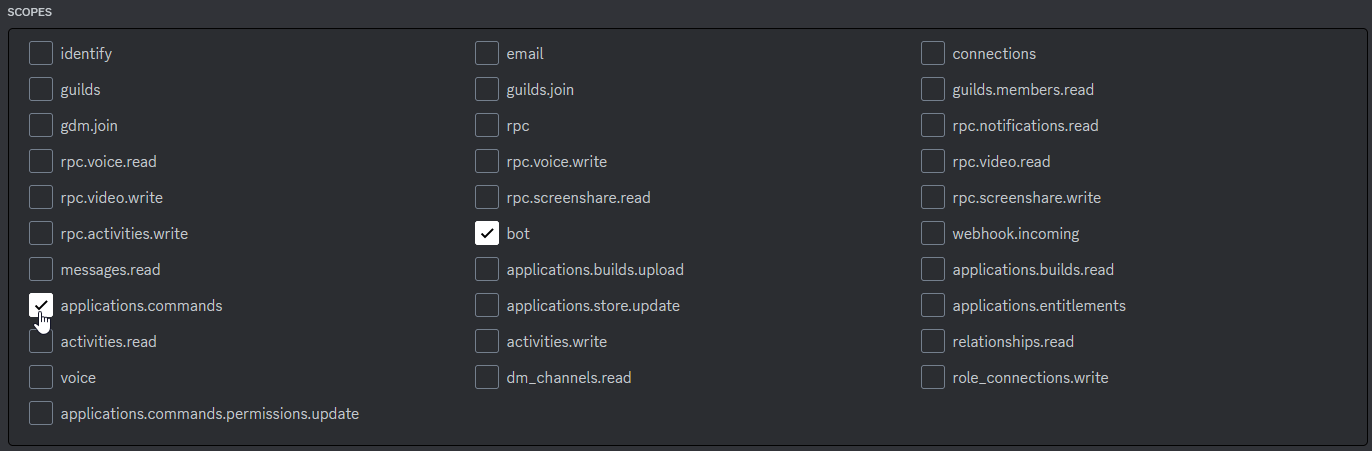 SCOPES
identify email connections
guilds guilds.join guilds.members.read
gdm.join rpc rpc.notifications.read
rpc.voice.read rpc.voice.write rpc.video.read
rpc.video.write rpc.screenshare.read rpc.screenshare.write
rpc.activities.write bot webhook.incoming
messages.read applications.builds.upload applications.builds.read
applications.commands applications.store.update applications.entitlements
activities.read activities.write relationships.read
voice dm_channels.read role_connections.write
applications.commands.permissions.update